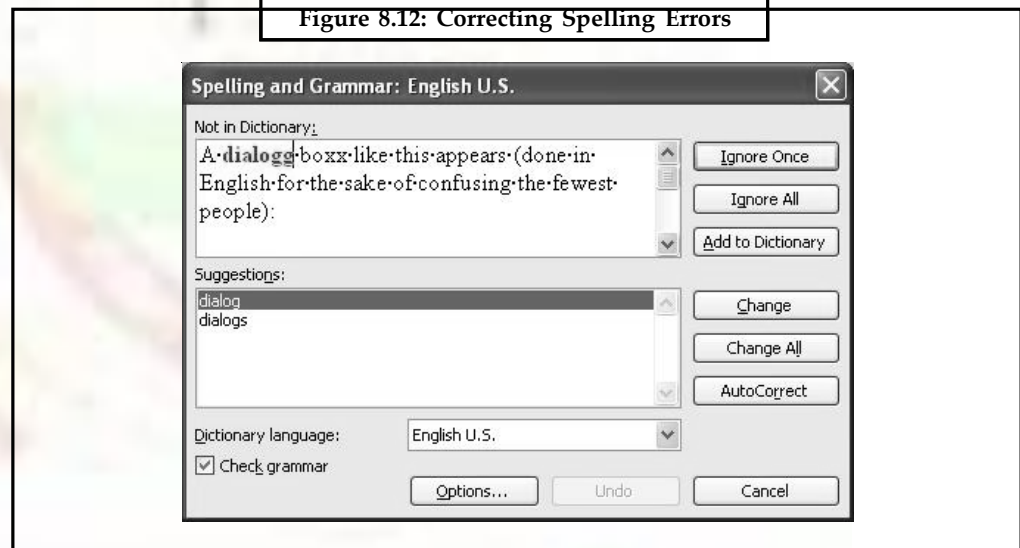 Figure 8.12: Correcting Spelling Errors
Spelling and Grammar: English U.S.
Not in Dictionary:
A·dialogg·boxx·like·this·appears·(done·in·
English·for·the·sake·of·confusing·the·fewest·
people):
Ignore Once
Ignore All
Add to Dictionary
Suggestions:
dialog
dialogs
Change
Change All
AutoCorrect
Dictionary language:
English U.S.
Check grammar
Options...
Undo
Cancel